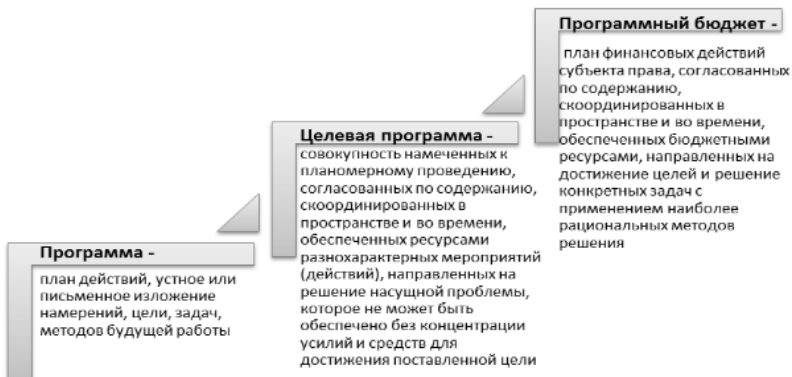 Программа -
план действий, устное или
письменное изложение
намерений, цели, задач,
методов будущей работы
Целевая программа -
совокупность намеченных к
планомерному проведению,
согласованных по содержанию,
скоординированных в
пространстве и во времени,
обеспеченных ресурсами
разнохарактерных мероприятий
(действий), направленных на
решение насущной проблемы,
которое не может быть
обеспечено без концентрации
усилий и средств для
достижения поставленной цели
Программный бюджет -
план финансовых действий
субъекта права, согласованных
по содержанию,
скоординированных в
пространстве и во времени,
обеспеченных бюджетными
ресурсами, направленных на
достижение целей и решение
конкретных задач с
применением наиболее
рациональных методов
решения